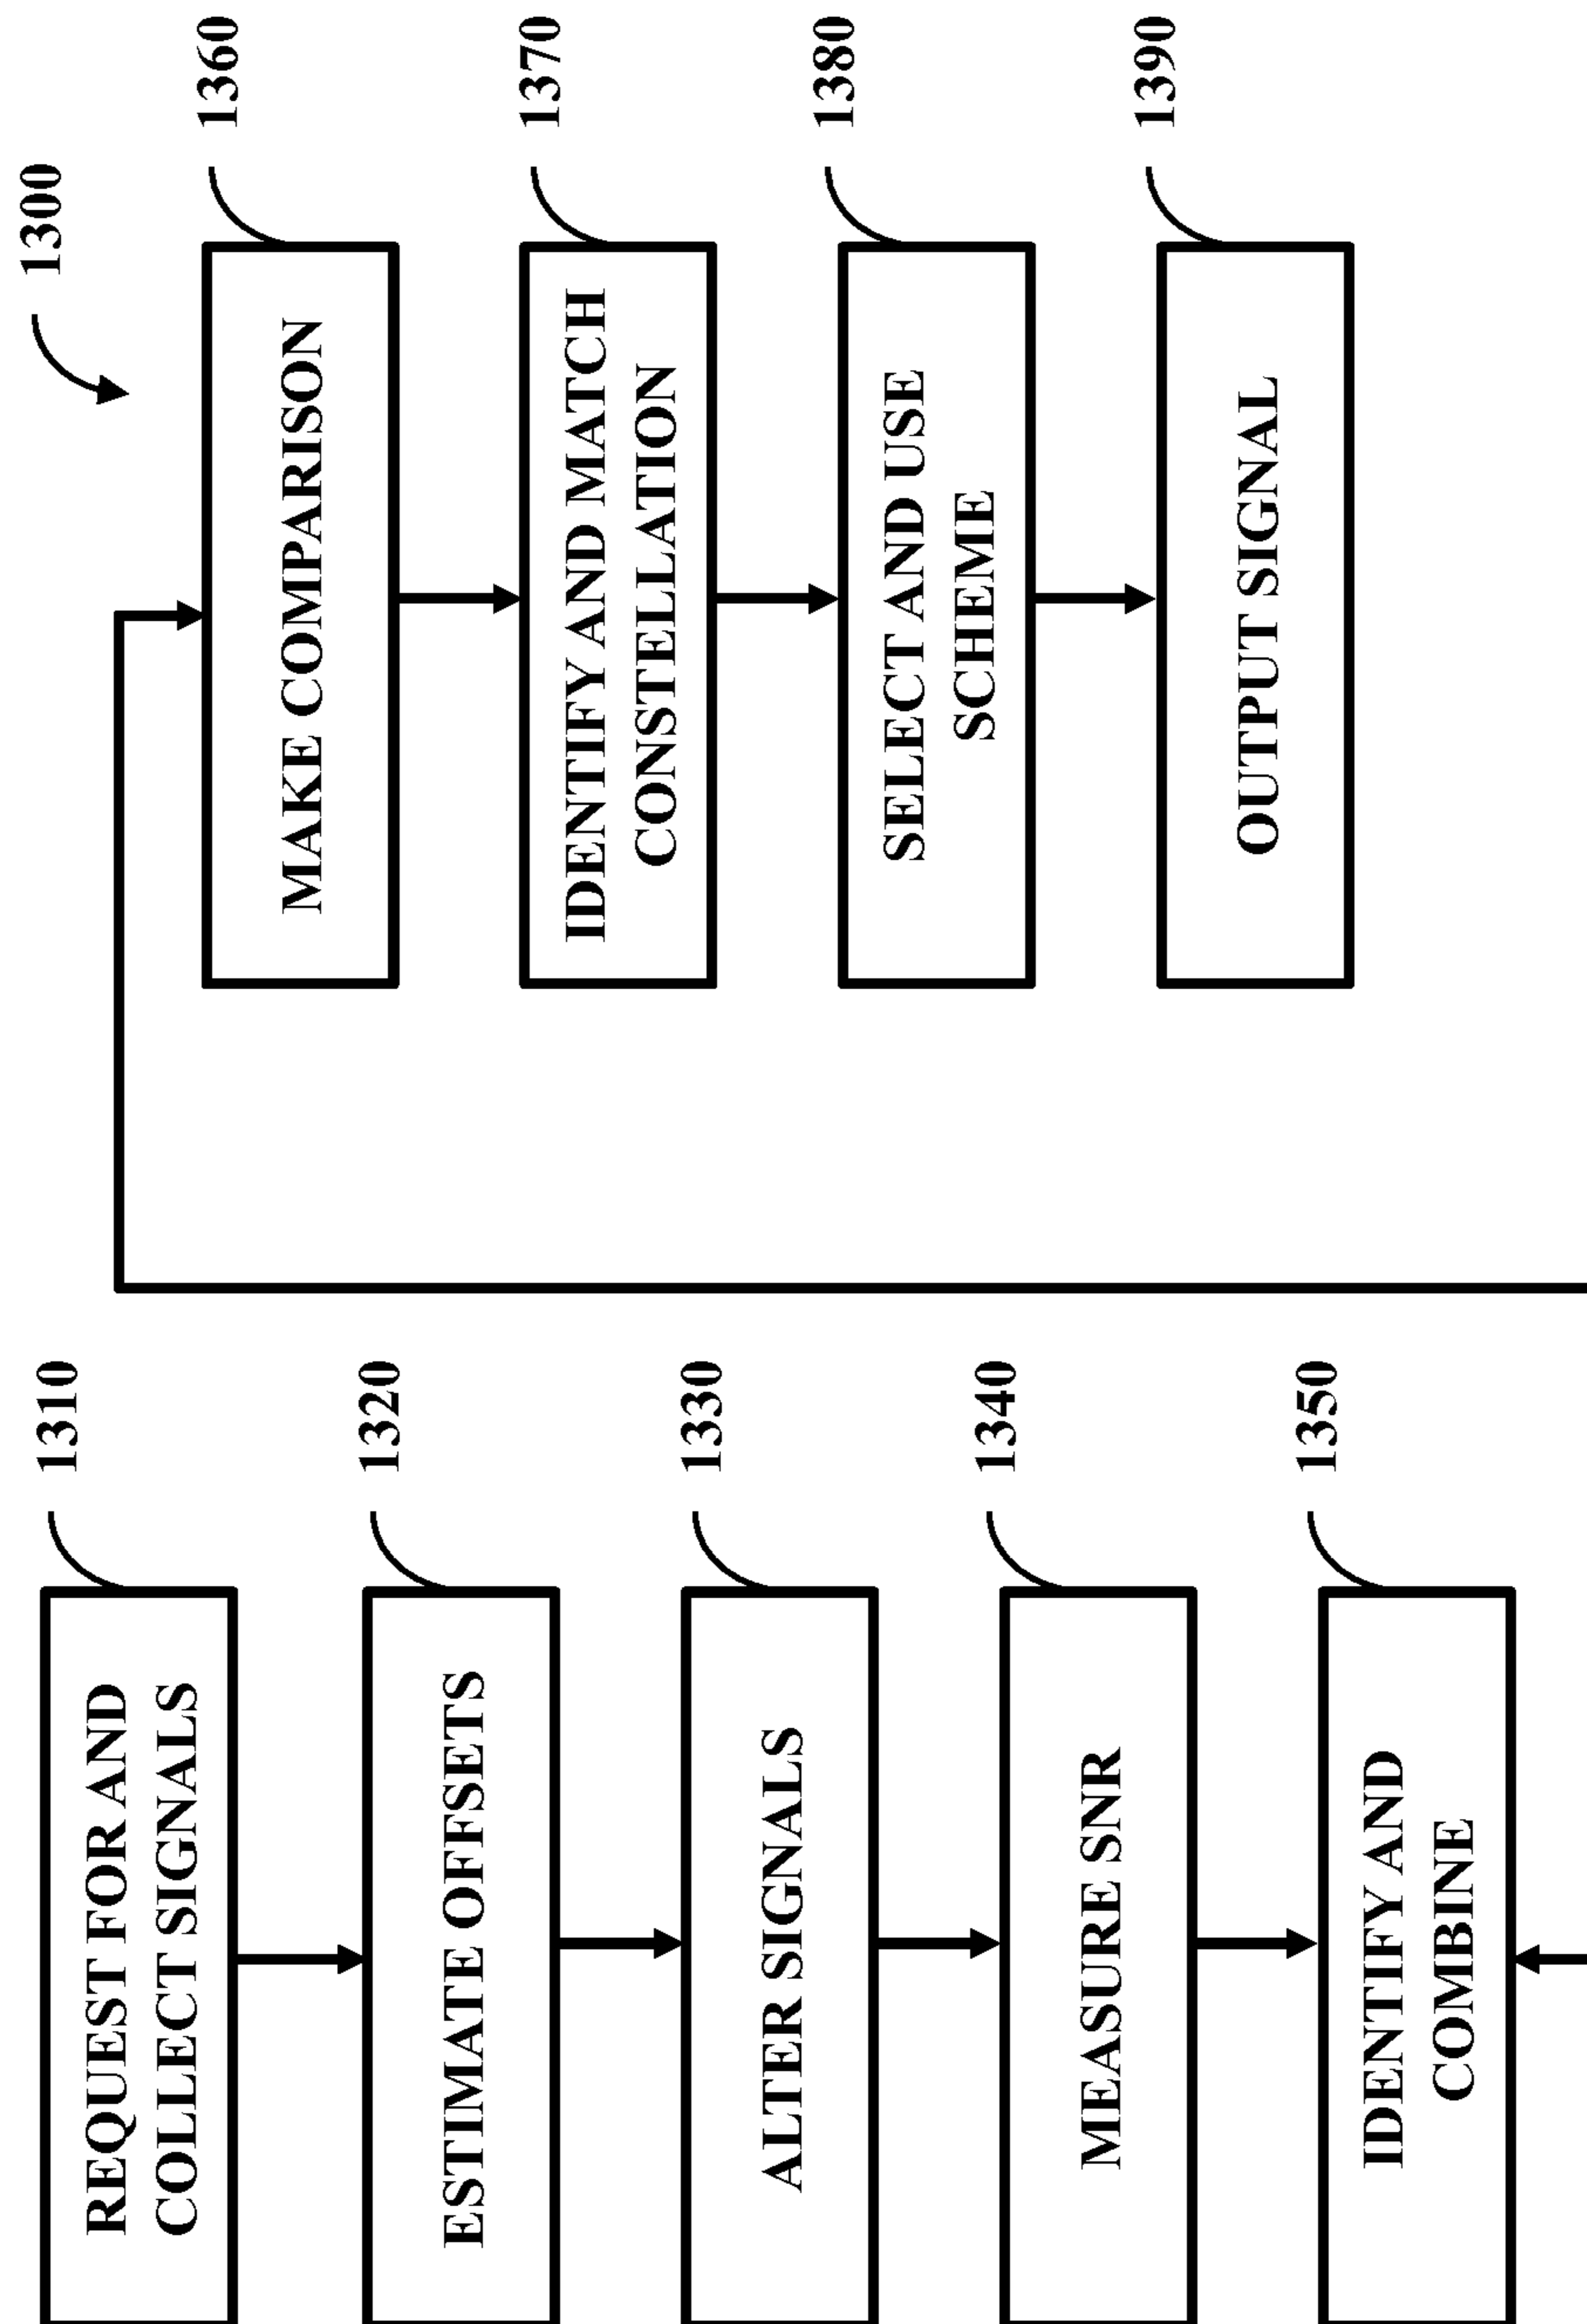 1300
1310
REQUEST FOR AND
COLLECT SIGNALS
1320
ESTIMATE OFFSETS
1330
ALTER SIGNALS
1340
MEASURE SNR
1350
IDENTIFY AND
COMBINE
1360
MAKE COMPARISON
1370
IDENTIFY AND MATCH
CONSTELLATION
1380
SELECT AND USE
SCHEME
1390
OUTPUT SIGNAL